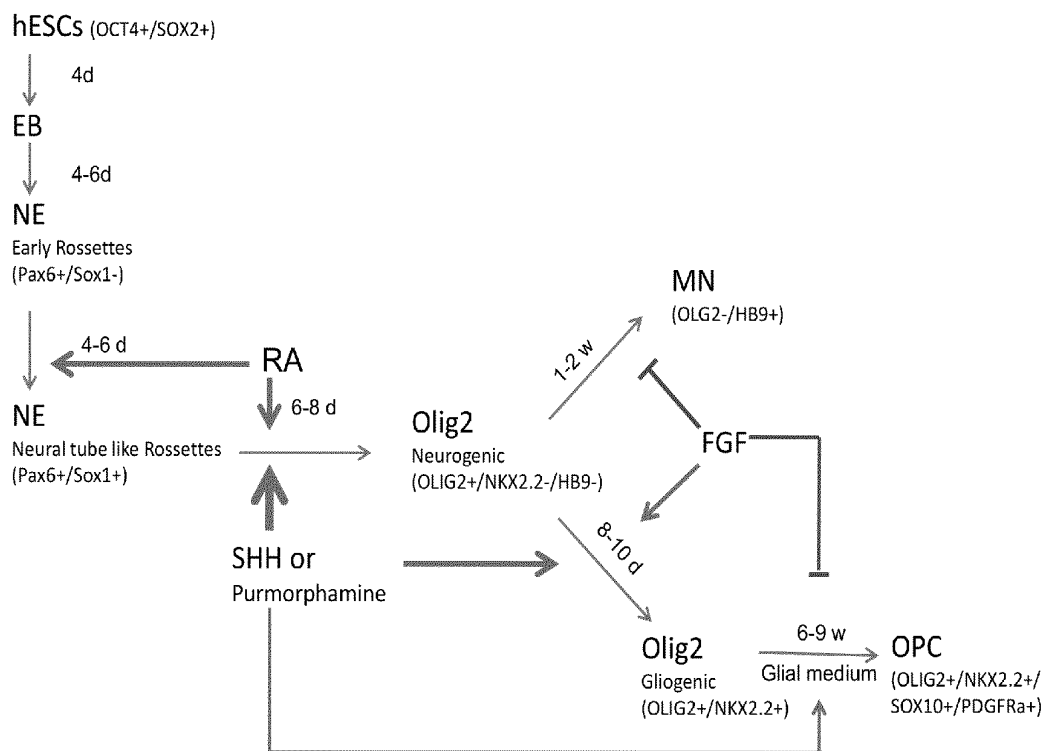 hESCs (OCT4+/SOX2+)
4d
EB
4-6d
NE
Early Rossettes
(Pax6+/Sox1-)
4-6 d
RA
6-8 d
NE
Neural tube like Rossettes
(Pax6+/Sox1+)
SHH or
Purmorphamine
Olig2
Neurogenic
(OLIG2+/NKX2.2-/HB9-)
1-2 w
MN
(OLG2-/HB9+)
FGF
8-10 d
Olig2
Gliogenic
(OLIG2+/NKX2.2+)
6-9 w
Glial medium
OPC
(OLIG2+/NKX2.2+/
SOX10+/PDGFRa+)